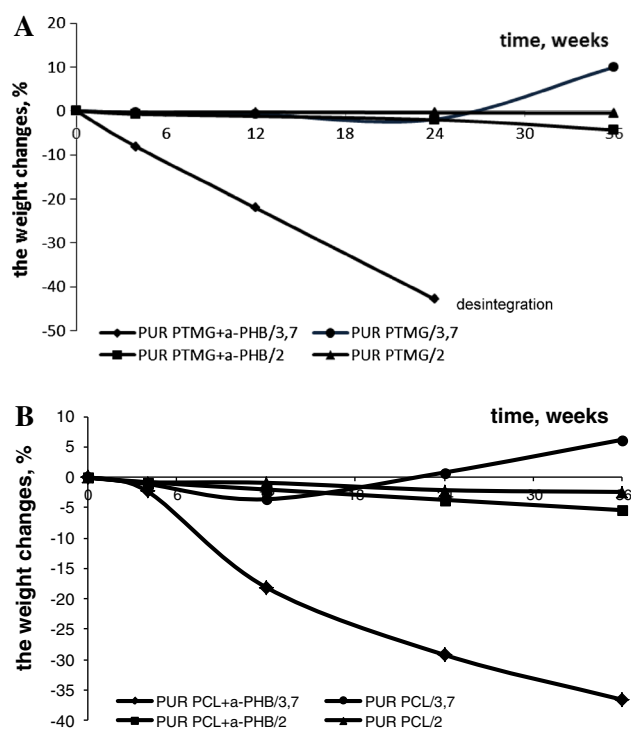 A
20
10
0
-10
-20
-30
-40
-50
the weight changes, %
time, weeks
0 6 12 18 24 30 36
desintegration
PUR PTMG+a-PHB/3,7 PUR PTMG/3,7
PUR PTMG+a-PHB/2 PUR PTMG/2
B
10
5
0
-5
-10
-15
-20
-25
-30
-35
-40
the weight changes, %
time, weeks
0 6 18 30 36
PUR PCL+a-PHB/3,7 PUR PCL/3,7
PUR PCL+a-PHB/2 PUR PCL/2